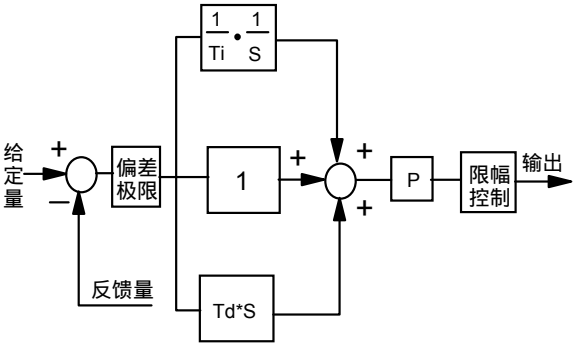 1 1
Ti · S
+
给定量
+
−
偏差
极限
1
+
+
+
P
限幅
控制
输出
反馈量
Td*S